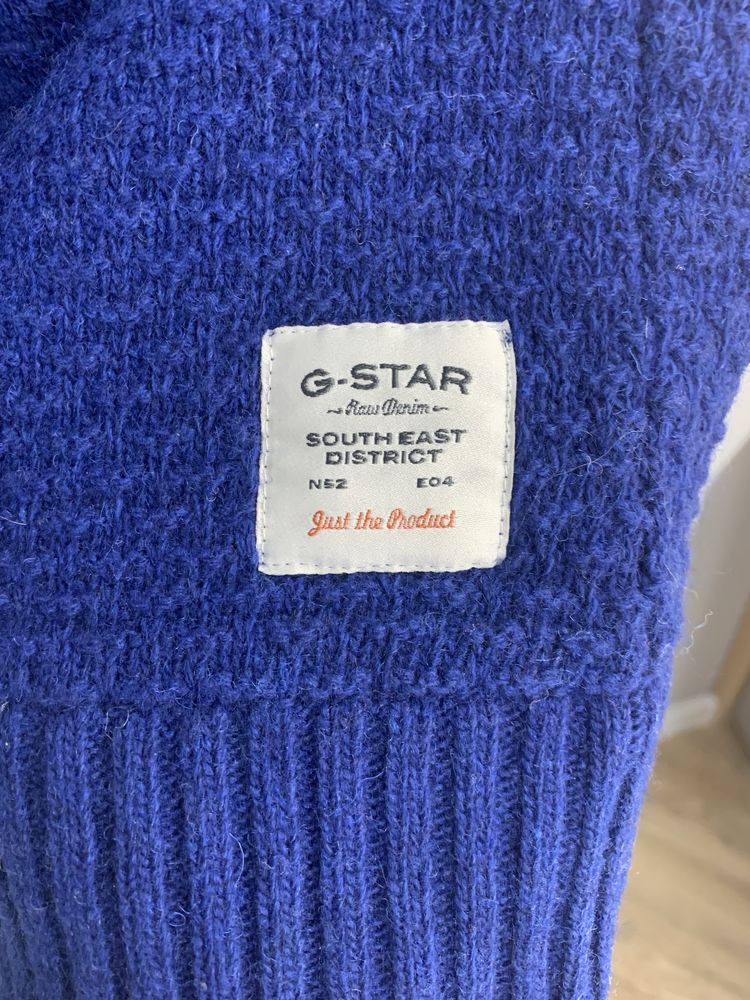 G-STAR
~Raw Denim~
SOUTH EAST
DISTRICT
N52 E04
Just the Product